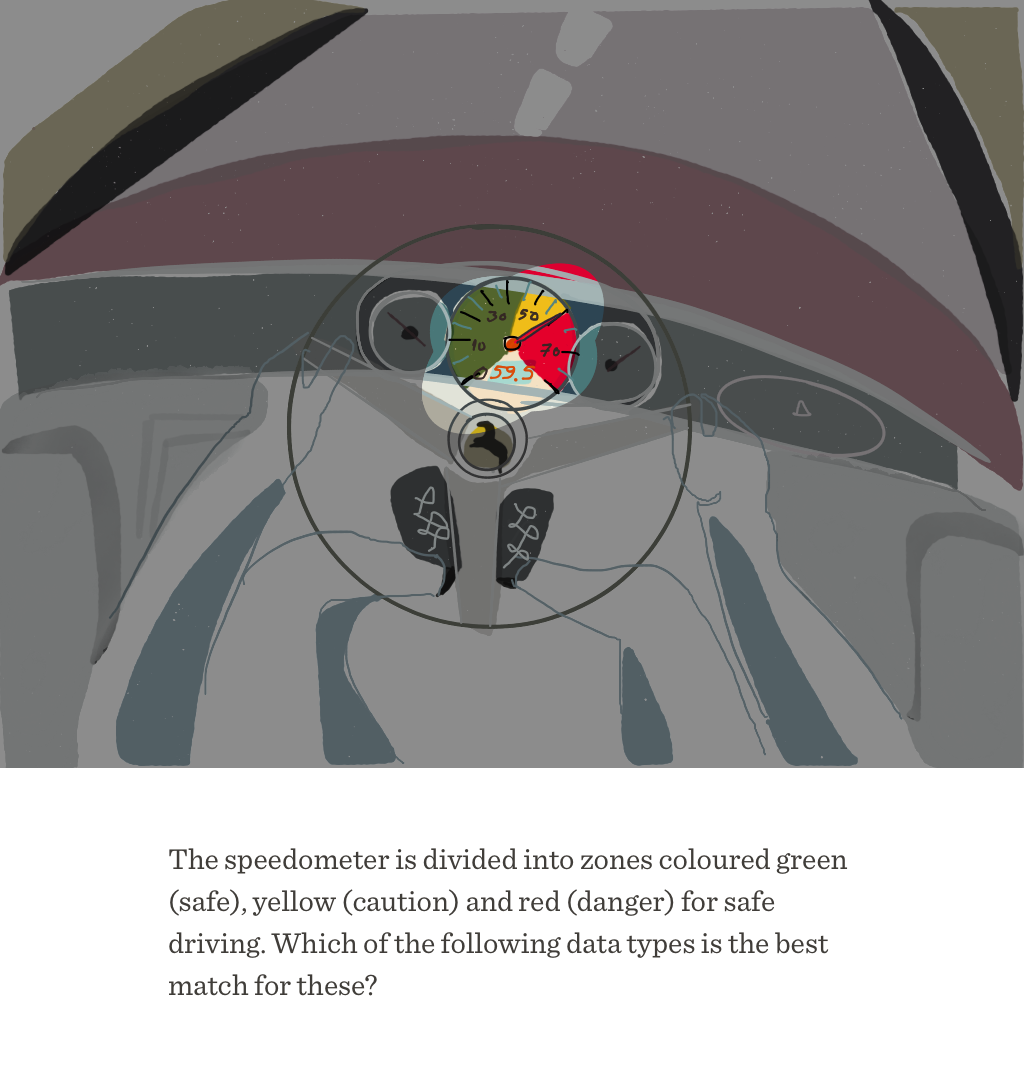 30 50
10 70
0 59.5
The speedometer is divided into zones coloured green
(safe), yellow (caution) and red (danger) for safe
driving. Which of the following data types is the best
match for these?